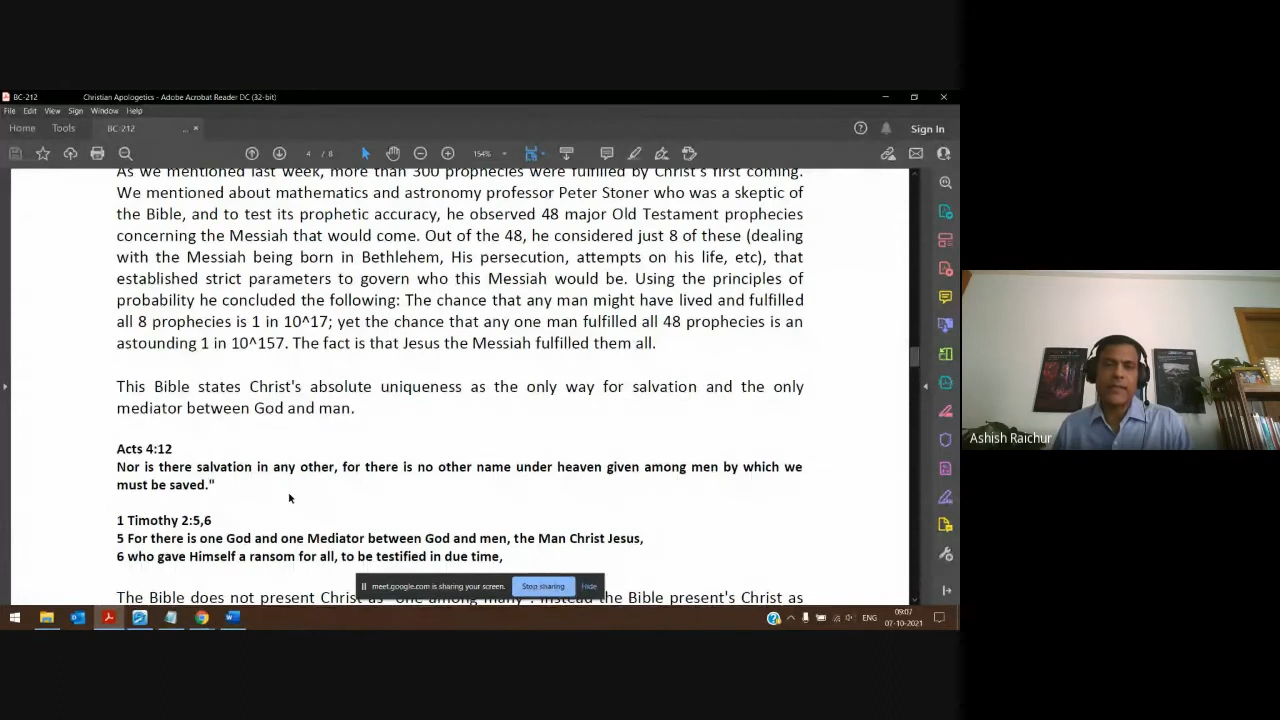 BC-212 Christian Apologetics - Adobe Acrobat Reader DC (32-bit)
File Edit View Sign Window Help
Home Tools BC-212 ... × Sign In
4 / 8 154%
As we mentioned last week, more than 300 prophecies were fulfilled by Christ's first coming.
We mentioned about mathematics and astronomy professor Peter Stoner who was a skeptic
of the Bible, and to test its prophetic accuracy, he observed 48 major Old Testament prophecies
concerning the Messiah that would come. Out of the 48, he considered just 8 of these (dealing
with the Messiah being born in Bethlehem, His persecution, attempts on his life, etc), that
established strict parameters to govern who this Messiah would be. Using the principles of
probability he concluded the following: The chance that any man might have lived and fulfilled
all 8 prophecies is 1 in 10^17; yet the chance that any one man fulfilled all 48 prophecies is an
astounding 1 in 10^157. The fact is that Jesus the Messiah fulfilled them all.
This Bible states Christ's absolute uniqueness as the only way for salvation and the only
mediator between God and man.
Acts 4:12
Nor is there salvation in any other, for there is no other name under heaven given among men by which we
must be saved."
1 Timothy 2:5,6
5 For there is one God and one Mediator between God and men, the Man Christ Jesus,
6 who gave Himself a ransom for all, to be testified in due time,
meet.google.com is sharing your screen. Stop sharing Hide
The Bible does not present Christ as "one among many". Instead the Bible present's Christ as
ENG 09:07
07-10-2021
Ashish Raichur